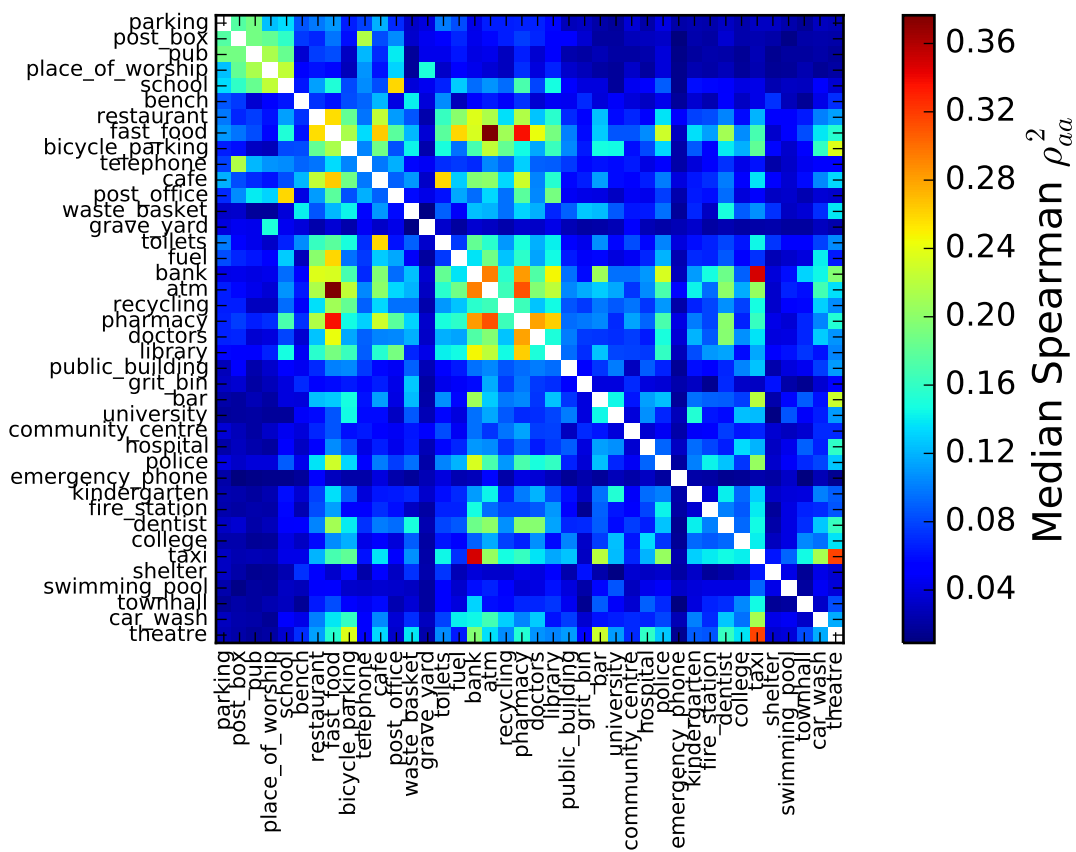 parking
post_box
pub
place_of_worship
school
bench
restaurant
fast_food
bicycle_parking
telephone
cafe
post_office
waste_basket
grave_yard
toilets
fuel
bank
atm
recycling
pharmacy
doctors
library
public_building
grit_bin
bar
university
community_centre
hospital
police
emergency_phone
kindergarten
fire_station
dentist
college
taxi
shelter
swimming_pool
townhall
car_wash
theatre
parking
post_box
pub
place_of_worship
school
bench
restaurant
fast_food
bicycle_parking
telephone
cafe
post_office
waste_basket
grave_yard
toilets
fuel
bank
atm
recycling
pharmacy
doctors
library
public_building
grit_bin
bar
university
community_centre
hospital
police
emergency_phone
kindergarten
fire_station
dentist
college
taxi
shelter
swimming_pool
townhall
car_wash
theatre
0.36
0.32
0.28
0.24
0.20
0.16
0.12
0.08
0.04
Median Spearman ρ²aa